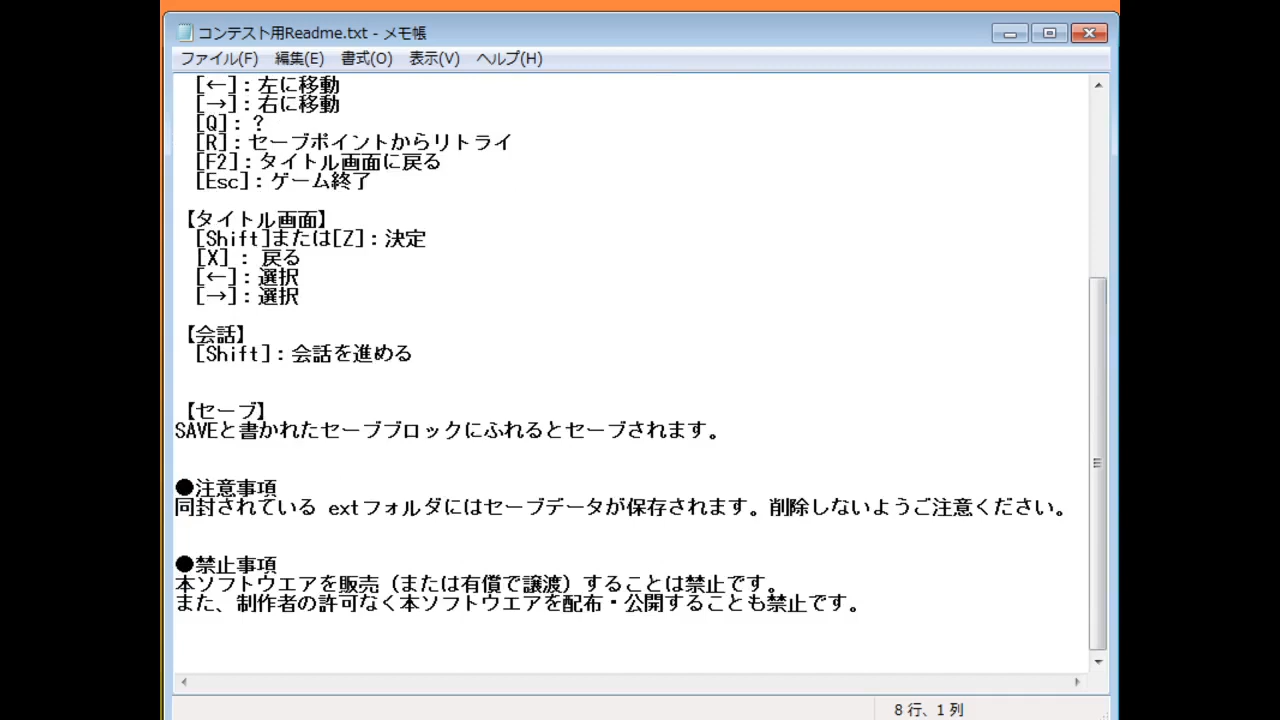 コンテスト用Readme.txt - メモ帳
ファイル(F) 編集(E) 書式(O) 表示(V) ヘルプ(H)
[←]：左に移動
[→]：右に移動
[Q]：？
[R]：セーブポイントからリトライ
[F2]：タイトル画面に戻る
[Esc]：ゲーム終了
【タイトル画面】
[Shift]または[Z]：決定
[X] ： 戻る
[←]：選択
[→]：選択
【会話】
[Shift]：会話を進める
【セーブ】
SAVEと書かれたセーブブロックにふれるとセーブされます。
●注意事項
同封されている extフォルダにはセーブデータが保存されます。削除しないようご注意ください。
●禁止事項
本ソフトウエアを販売（または有償で譲渡）することは禁止です。
また、制作者の許可なく本ソフトウエアを配布・公開することも禁止です。
8 行、1 列